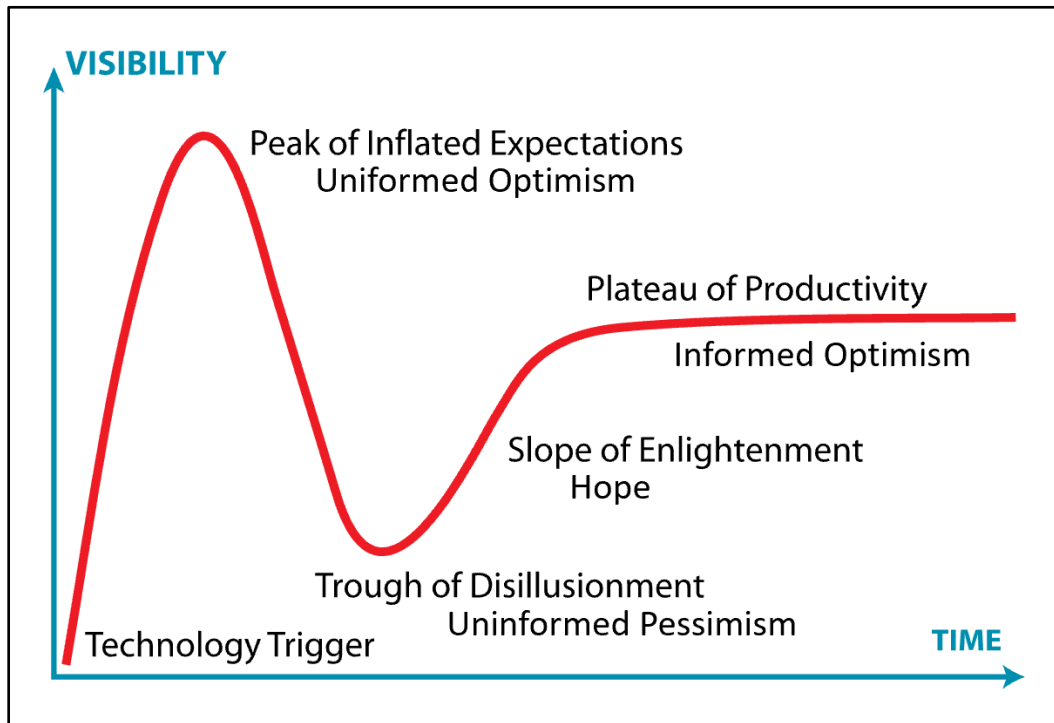 VISIBILITY
Peak of Inflated Expectations
Uniformed Optimism
Plateau of Productivity
Informed Optimism
Slope of Enlightenment
Hope
Trough of Disillusionment
Uninformed Pessimism
Technology Trigger
TIME